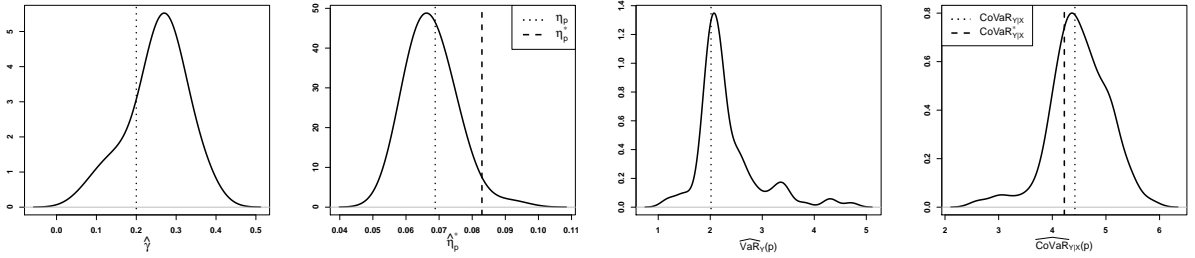 0 1 2 3 4 5
0.0 0.1 0.2 0.3 0.4 0.5
γ̂
0 10 20 30 40 50
0.04 0.05 0.06 0.07 0.08 0.09 0.10 0.11
η̂*p
ηp
η*p
0.0 0.2 0.4 0.6 0.8 1.0 1.2 1.4
1 2 3 4 5
VaR̂Y(p)
0.0 0.2 0.4 0.6 0.8
2 3 4 5 6
CoVaR̂Y|X(p)
CoVaRY|X
CoVaR*Y|X